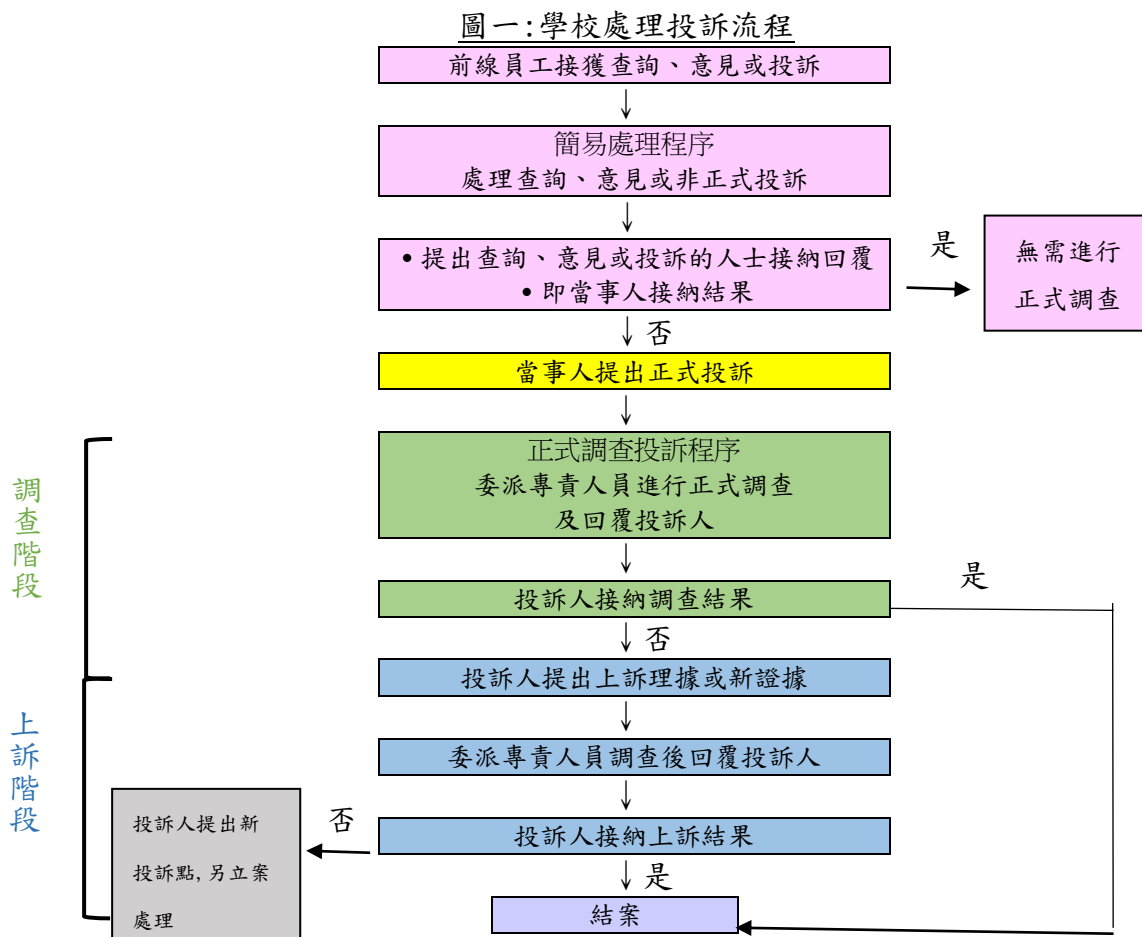 圖一:學校處理投訴流程
前線員工接獲查詢、意見或投訴
簡易處理程序
處理查詢、意見或非正式投訴
•提出查詢、意見或投訴的人士接納回覆
•即當事人接納結果
是
無需進行
正式調查
否
當事人提出正式投訴
調查階段
正式調查投訴程序
委派專責人員進行正式調查
及回覆投訴人
投訴人接納調查結果
是
否
上訴階段
投訴人提出上訴理據或新證據
委派專責人員調查後回覆投訴人
投訴人接納上訴結果
否
投訴人提出新
投訴點,另立案
處理
是
結案